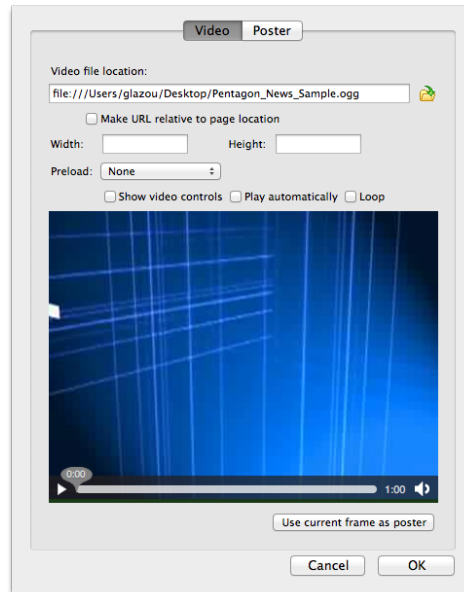 Video Poster
Video file location:
file:///Users/glazou/Desktop/Pentagon_News_Sample.ogg
Make URL relative to page location
Width: Height:
Preload: None
Show video controls Play automatically Loop
0:00
1:00
Use current frame as poster
Cancel OK